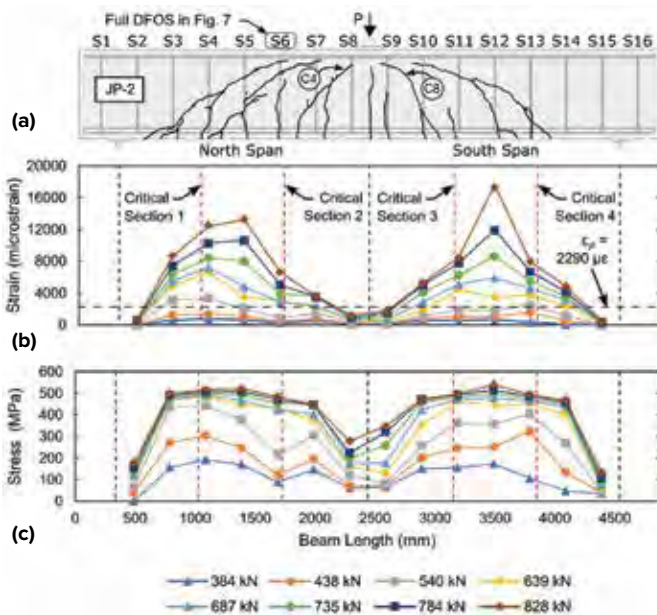 Full DFOS in Fig. 7
P
S1 S2 S3 S4 S5 S6 S7 S8 S9 S10 S11 S12 S13 S14 S15 S16
C4
C8
JP-2
(a)
North Span
South Span
20000
16000
12000
8000
4000
0
Strain (microstrain)
Critical Section 1
Critical Section 2
Critical Section 3
Critical Section 4
= 2290 με
(b)
600
500
400
300
200
100
0
Stress (MPa)
0 500 1000 1500 2000 2500 3000 3500 4000 4500
(c)
Beam Length (mm)
384 kN 438 kN 540 kN 639 kN
687 kN 735 kN 784 kN 828 kN